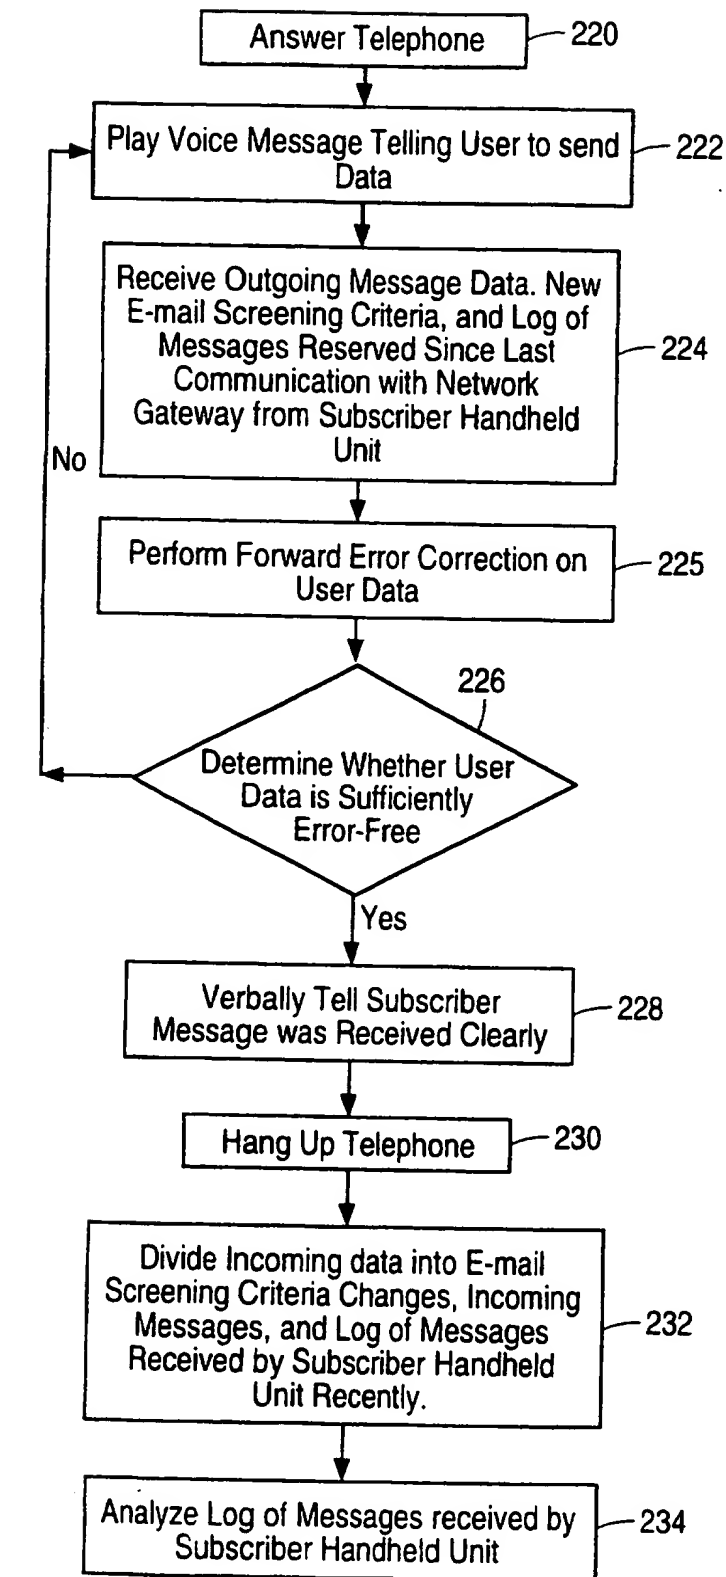 Answer Telephone
220
Play Voice Message Telling User to send
Data
222
Receive Outgoing Message Data. New
E-mail Screening Criteria, and Log of
Messages Reserved Since Last
Communication with Network
Gateway from Subscriber Handheld
Unit
224
No
Perform Forward Error Correction on
User Data
225
226
Determine Whether User
Data is Sufficiently
Error-Free
Yes
Verbally Tell Subscriber
Message was Received Clearly
228
Hang Up Telephone
230
Divide Incoming data into E-mail
Screening Criteria Changes, Incoming
Messages, and Log of Messages
Received by Subscriber Handheld
Unit Recently.
232
Analyze Log of Messages received by
Subscriber Handheld Unit
234